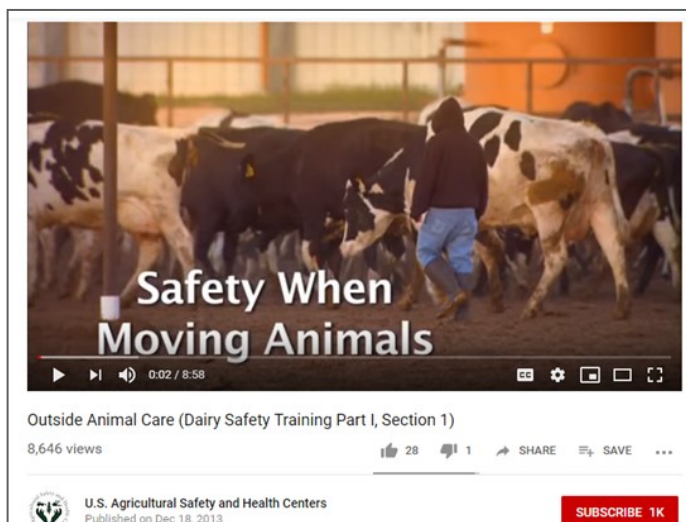 Safety When
Moving Animals
0:02 / 8:58
CC
Outside Animal Care (Dairy Safety Training Part I, Section 1)
8,646 views
28
1
SHARE
SAVE
U.S. Agricultural Safety and Health Centers
Published on Dec 18, 2013
SUBSCRIBE 1K